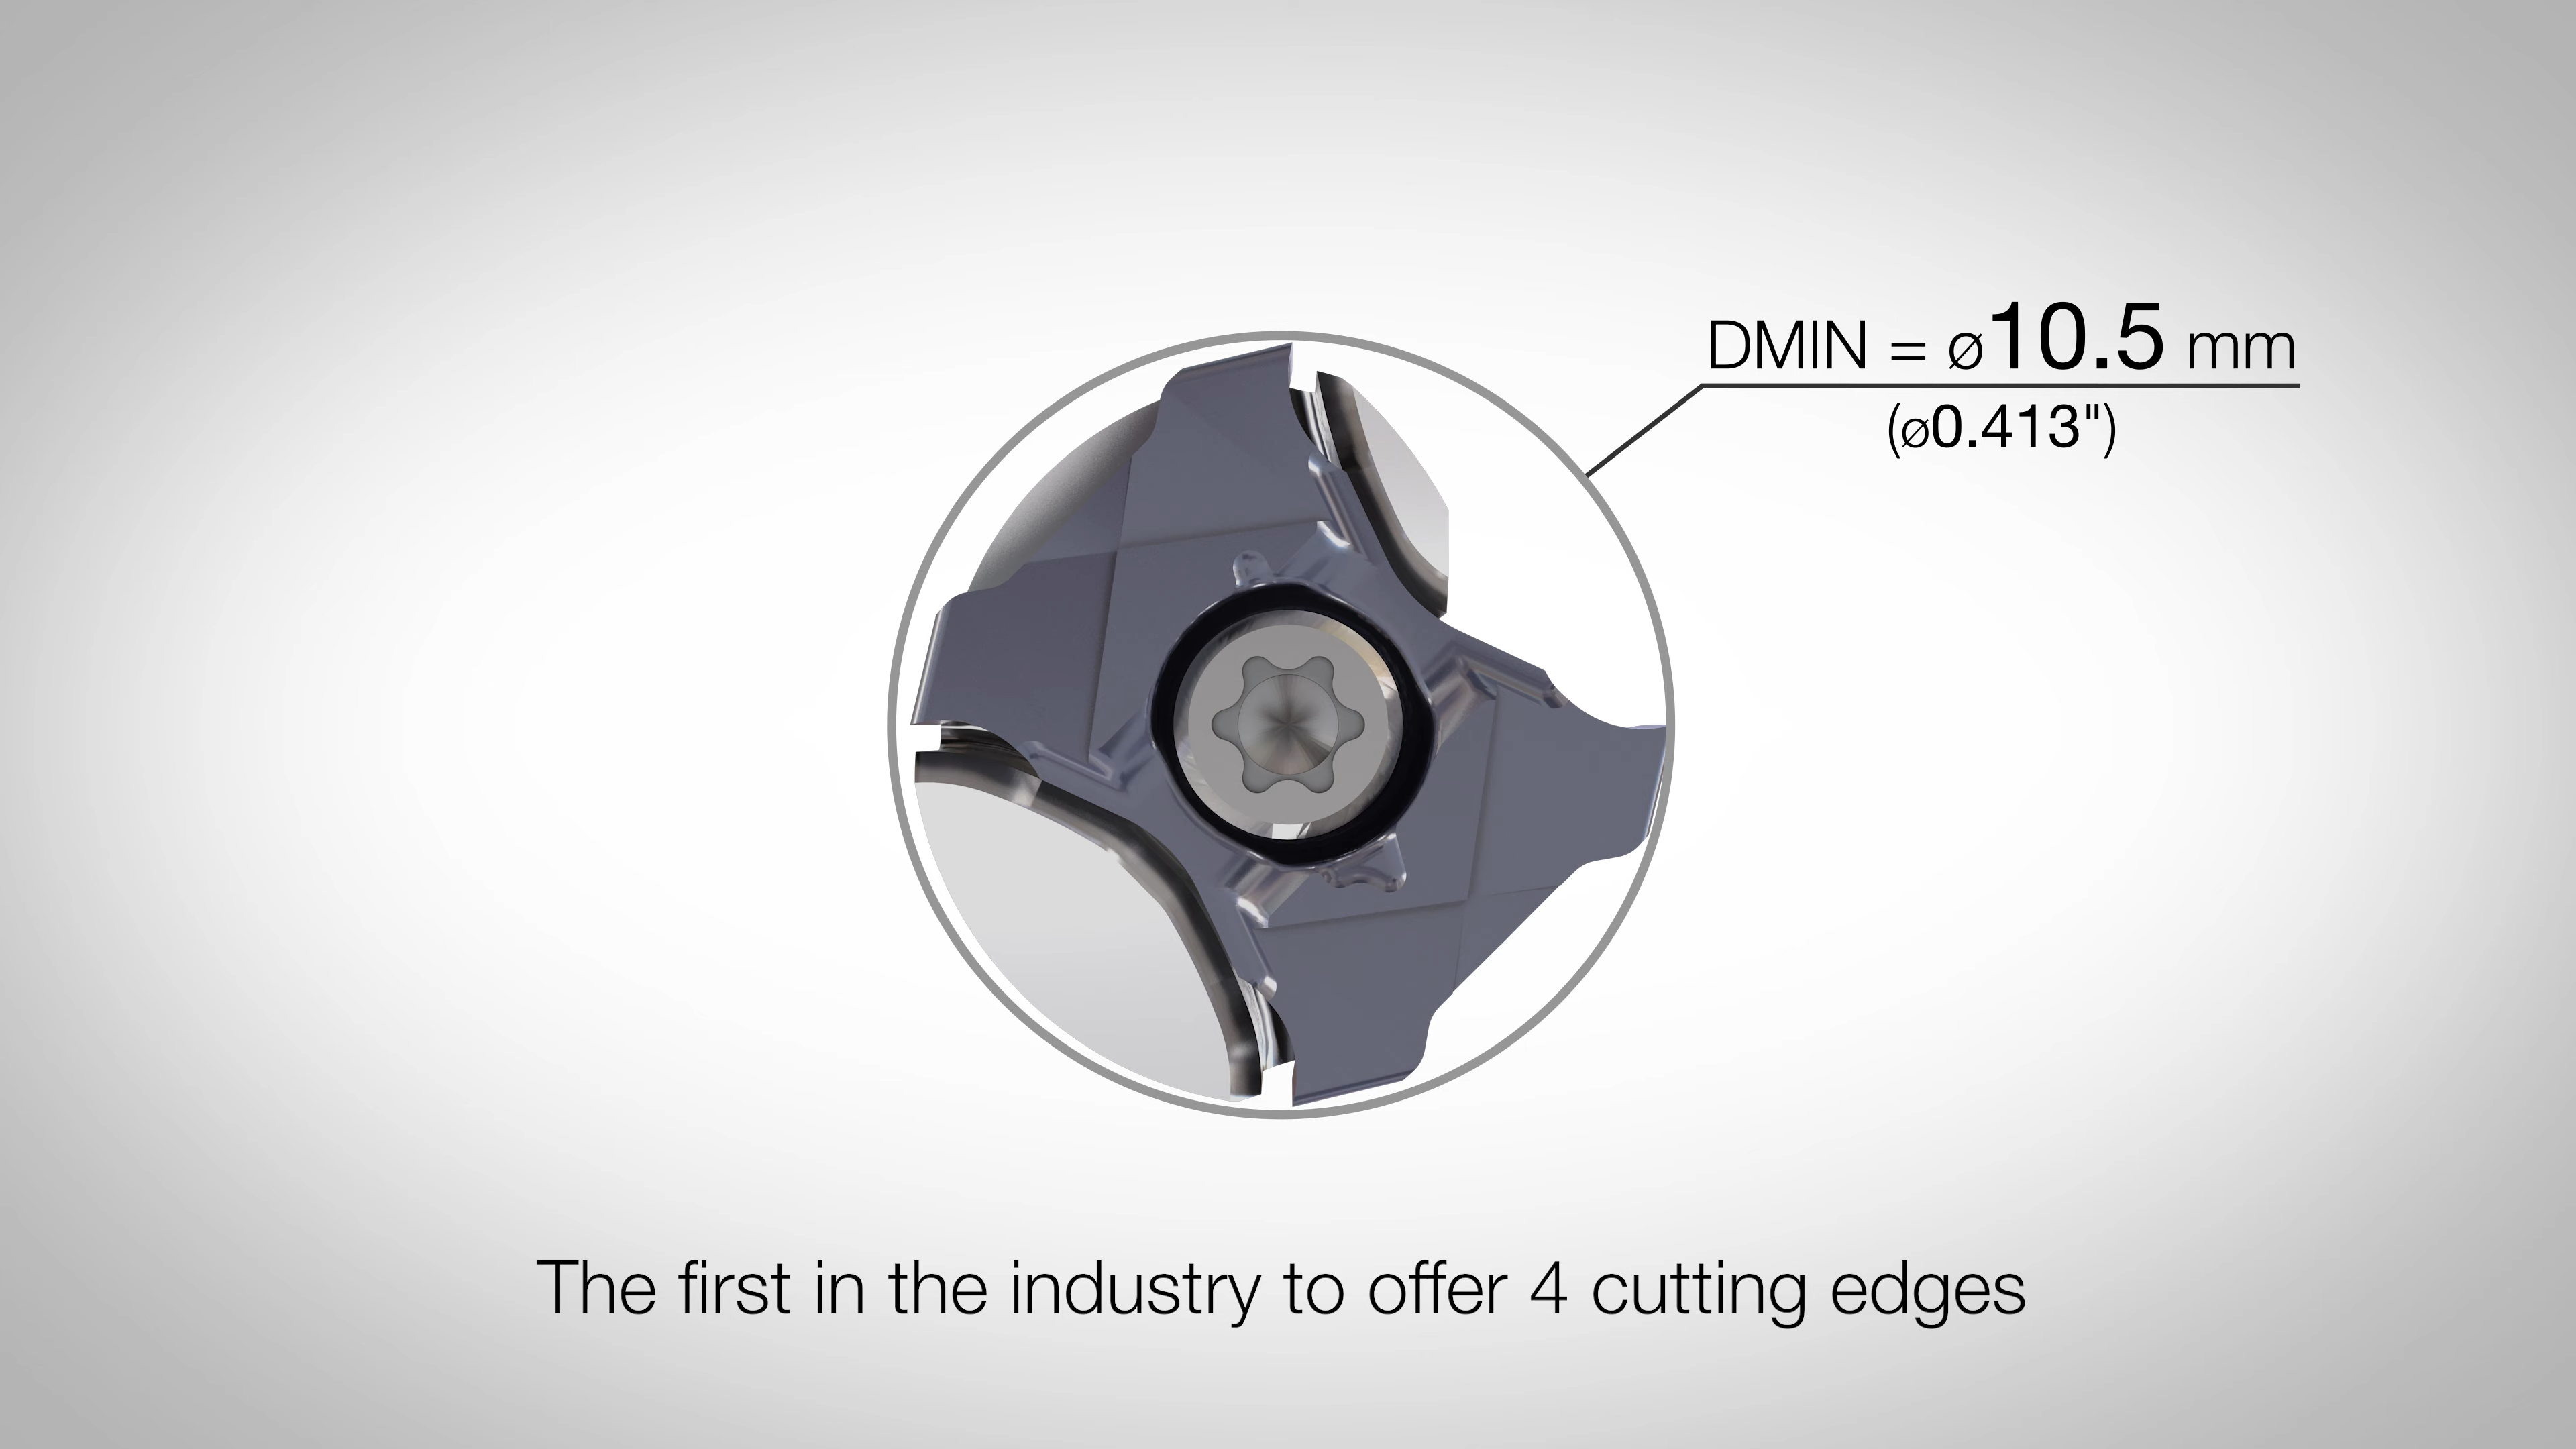 DMIN = ø10.5 mm
(ø0.413")
The first in the industry to offer 4 cutting edges